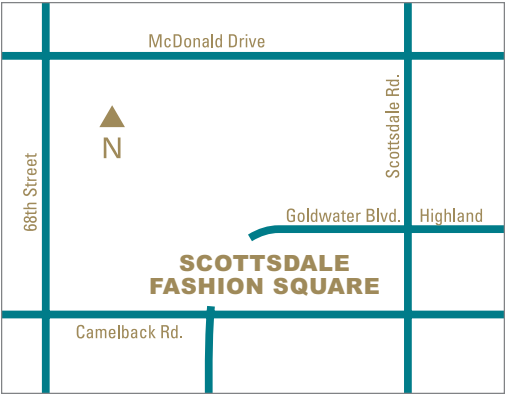 McDonald Drive
Scottsdale Rd.
N
68th Street
Goldwater Blvd.
Highland
SCOTTSDALE
FASHION SQUARE
Camelback Rd.